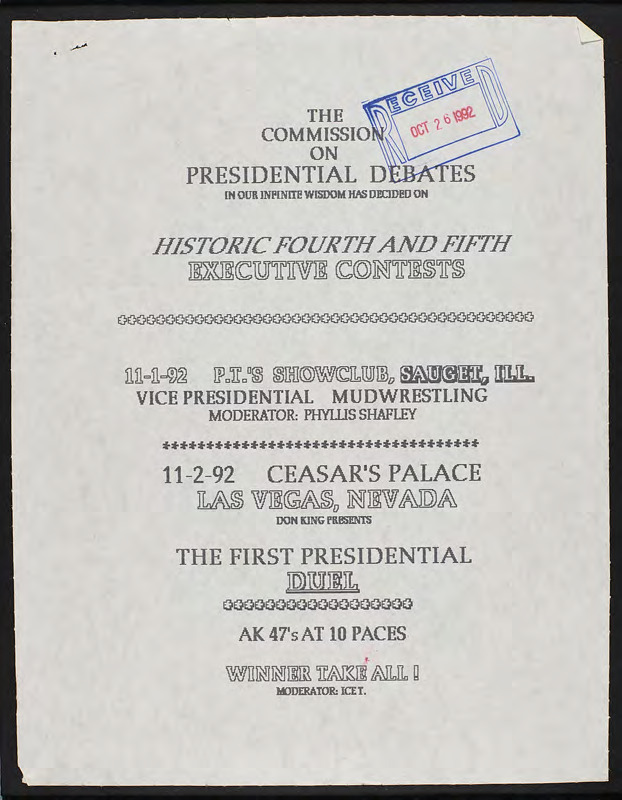 RECEIVED
OCT 26 1992
THE
COMMISSION
ON
PRESIDENTIAL DEBATES
IN OUR INFINITE WISDOM HAS DECIDED ON
HISTORIC FOURTH AND FIFTH
EXECUTIVE CONTESTS
11-1-92 P.T.'S SHOWCLUB, SAUGET, ILL.
VICE PRESIDENTIAL MUDWRESTLING
MODERATOR: PHYLLIS SHAFLEY
************************************
11-2-92 CEASAR'S PALACE
LAS VEGAS, NEVADA
DON KING PRESENTS
THE FIRST PRESIDENTIAL
DUEL
AK 47's AT 10 PACES
WINNER TAKE ALL !
MODERATOR: ICE T.